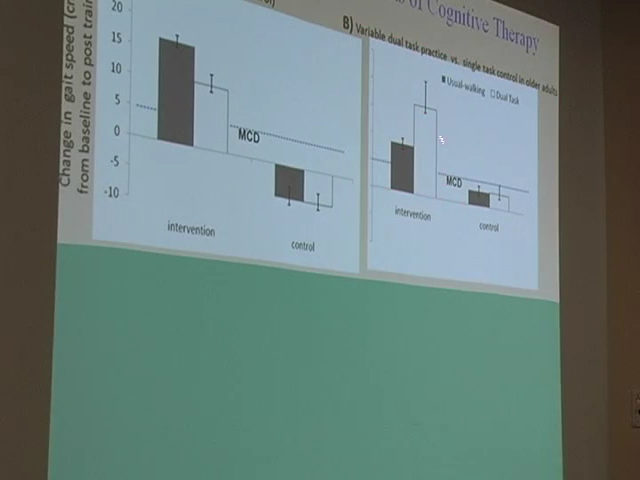 of Cognitive Therapy
B) Variable dual task practice vs. single task control in older adults
Change in gait speed (cm
from baseline to post train
20
15
10
5
0
-5
-10
MCD
intervention
control
Usual-walking
Dual Task
MCD
intervention
control